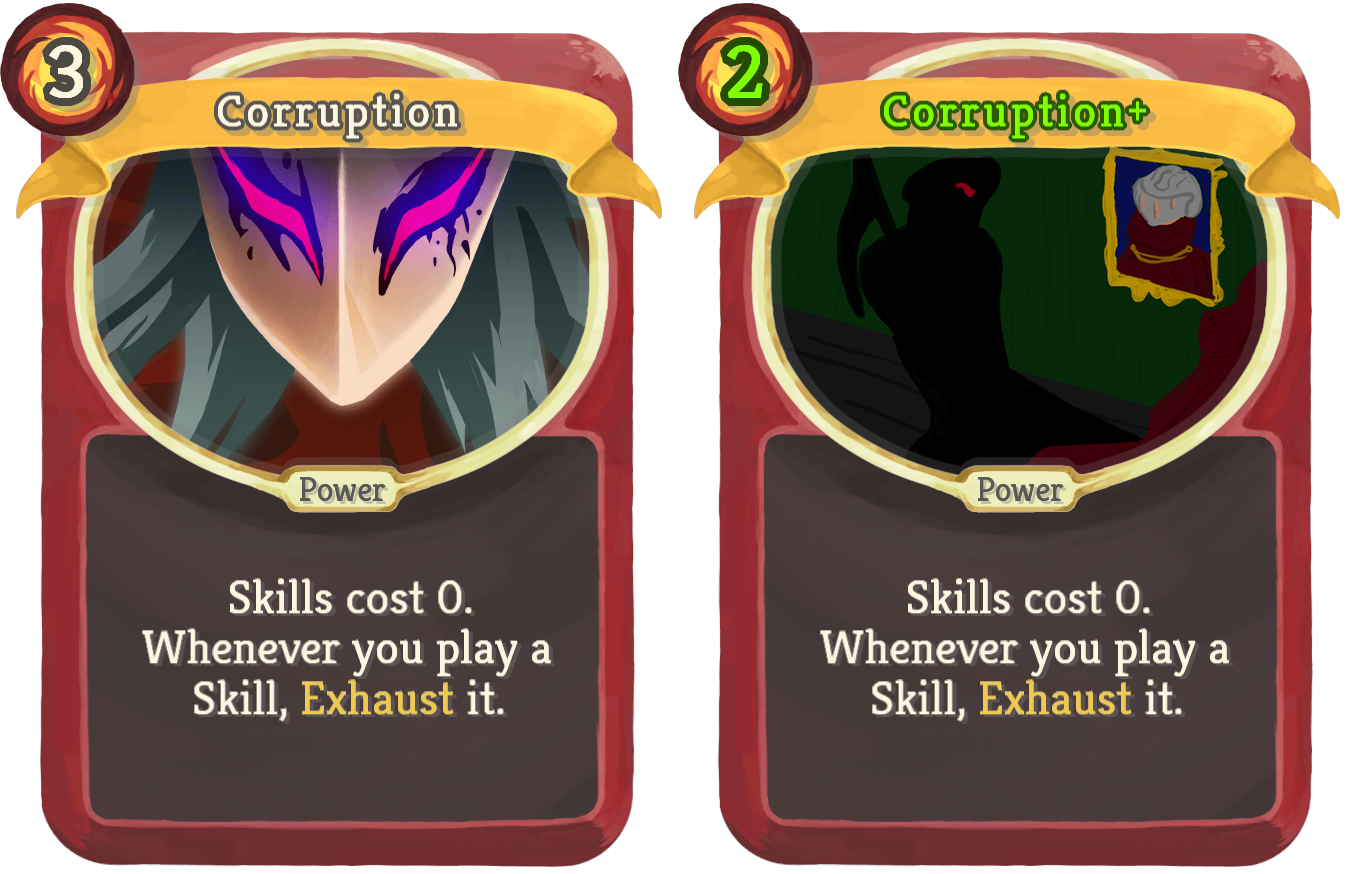 3
Corruption
Power
Skills cost 0.
Whenever you play a
Skill, Exhaust it.
2
Corruption+
Power
Skills cost 0.
Whenever you play a
Skill, Exhaust it.